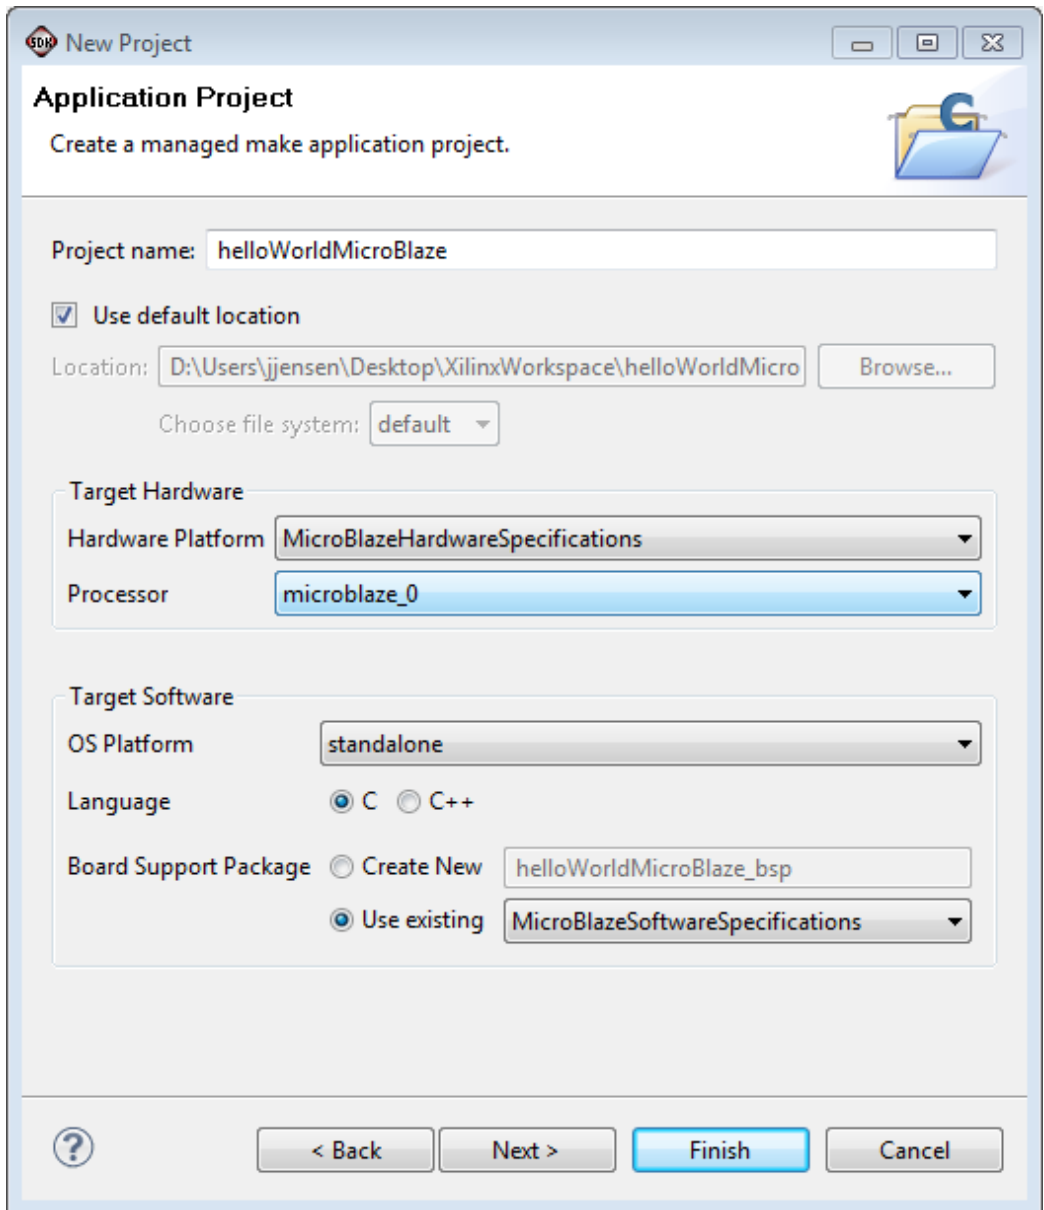 SDK New Project
Application Project
Create a managed make application project.
Project name: helloWorldMicroBlaze
Use default location
Location: D:\Users\jjensen\Desktop\XilinxWorkspace\helloWorldMicro Browse...
Choose file system: default
Target Hardware
Hardware Platform MicroBlazeHardwareSpecifications
Processor microblaze_0
Target Software
OS Platform standalone
Language C C++
Board Support Package Create New helloWorldMicroBlaze_bsp
Use existing MicroBlazeSoftwareSpecifications
? < Back Next > Finish Cancel